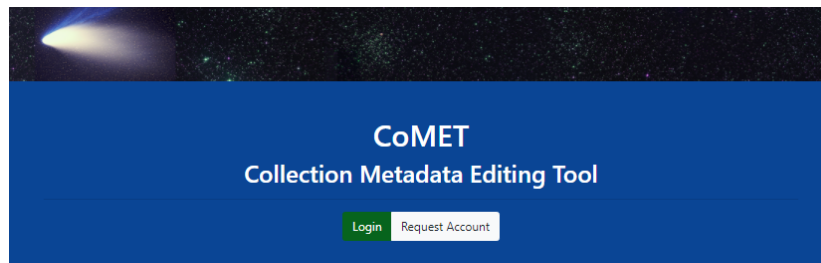 CoMET
Collection Metadata Editing Tool
Login Request Account